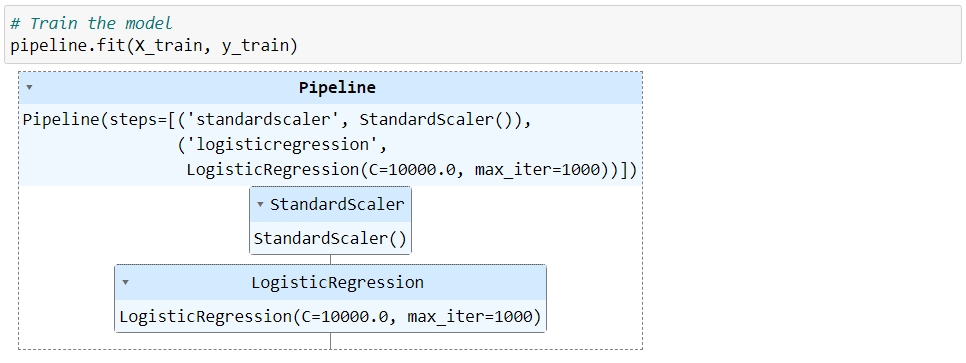 # Train the model
pipeline.fit(X_train, y_train)
Pipeline
Pipeline(steps=[('standardscaler', StandardScaler()),
('logisticregression',
LogisticRegression(C=10000.0, max_iter=1000))])
StandardScaler
StandardScaler()
LogisticRegression
LogisticRegression(C=10000.0, max_iter=1000)